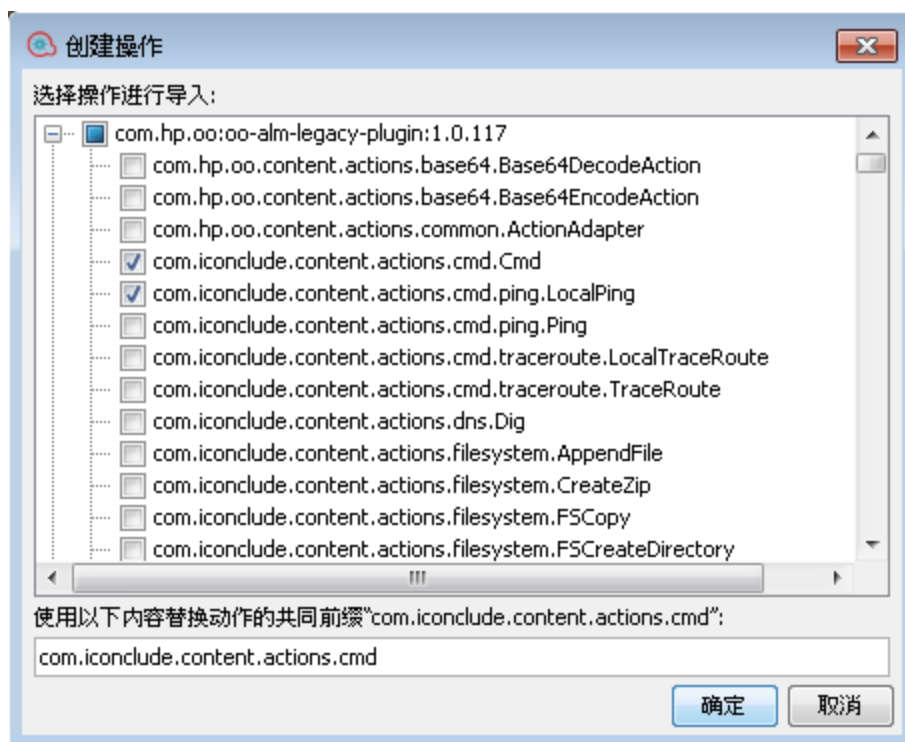 创建操作
选择操作进行导入:
com.hp.oo:oo-alm-legacy-plugin:1.0.117
com.hp.oo.content.actions.base64.Base64DecodeAction
com.hp.oo.content.actions.base64.Base64EncodeAction
com.hp.oo.content.actions.common.ActionAdapter
com.iconclude.content.actions.cmd.Cmd
com.iconclude.content.actions.cmd.ping.LocalPing
com.iconclude.content.actions.cmd.ping.Ping
com.iconclude.content.actions.cmd.traceroute.LocalTraceRoute
com.iconclude.content.actions.cmd.traceroute.TraceRoute
com.iconclude.content.actions.dns.Dig
com.iconclude.content.actions.filesystem.AppendFile
com.iconclude.content.actions.filesystem.CreateZip
com.iconclude.content.actions.filesystem.FSCopy
com.iconclude.content.actions.filesystem.FSCreateDirectory
使用以下内容替换动作的共同前缀"com.iconclude.content.actions.cmd":
com.iconclude.content.actions.cmd
确定 取消